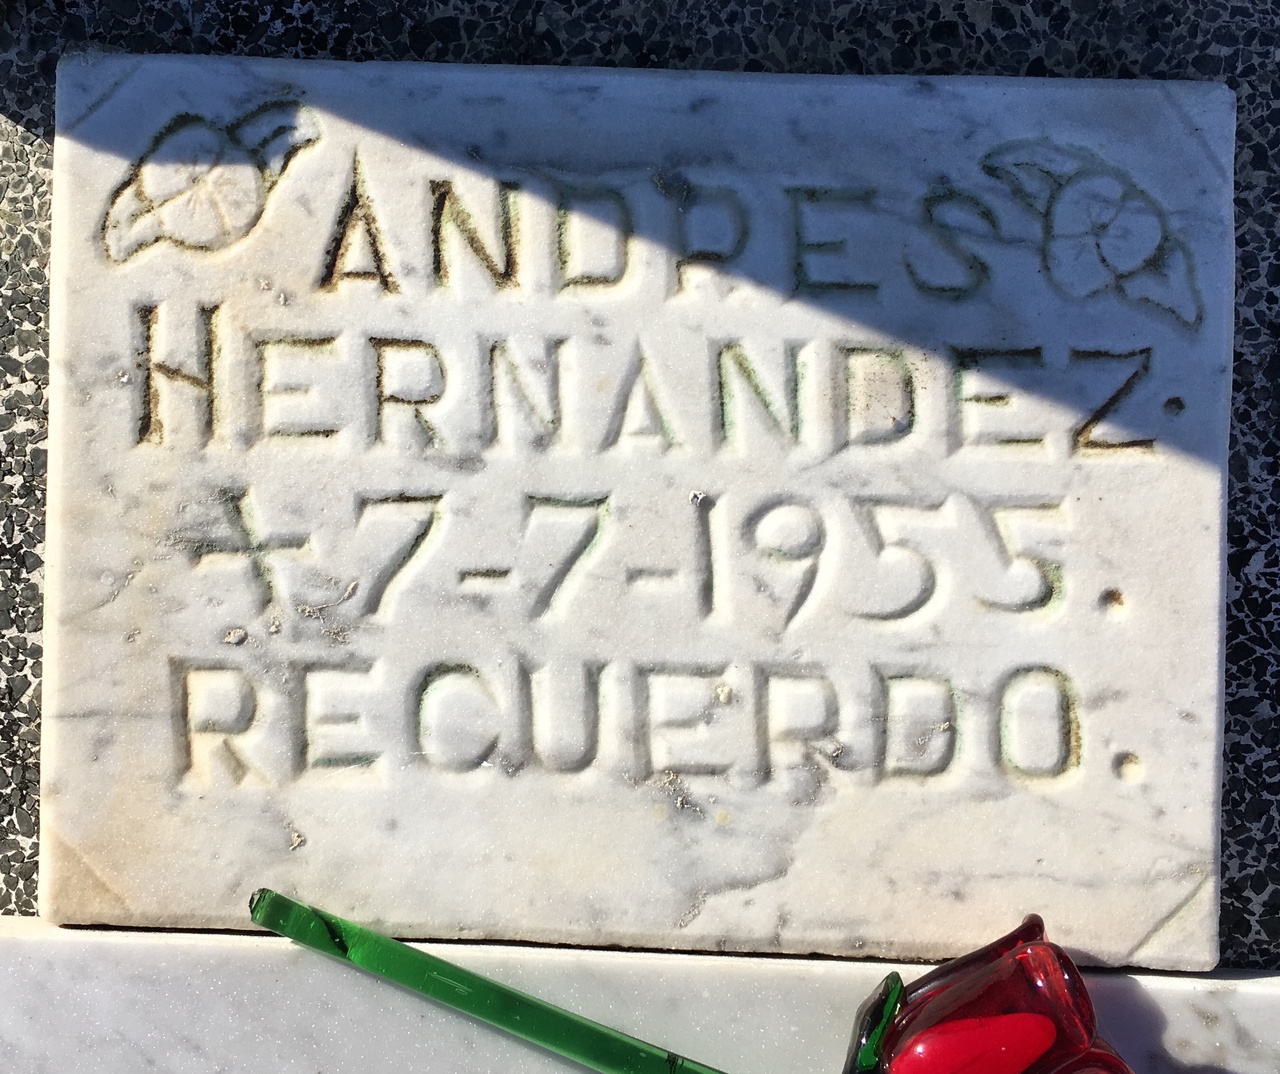 ANDRES
HERNANDEZ.
† 7-7-1955.
RECUERDO.